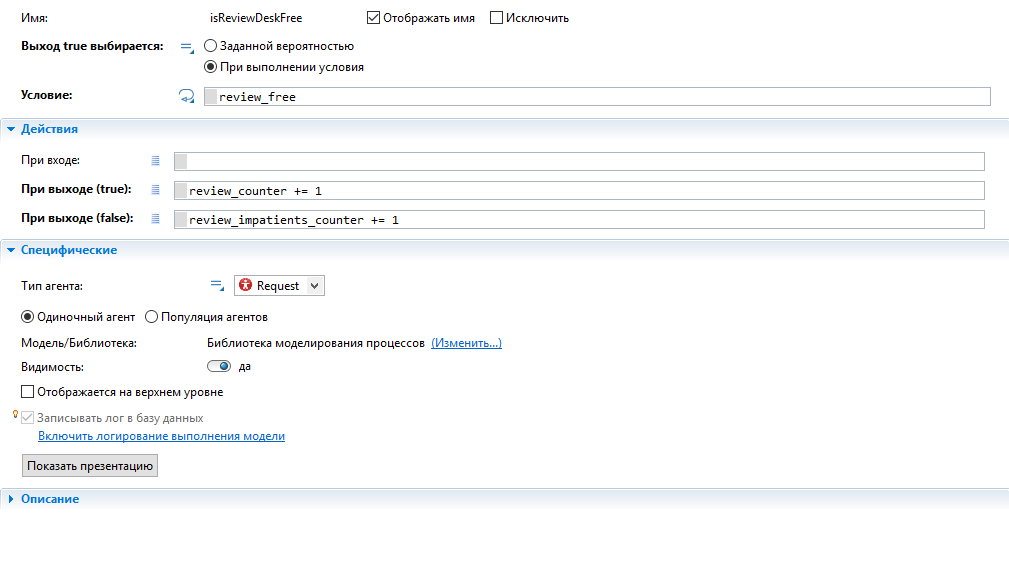 Имя: isReviewDeskFree Отображать имя Исключить
Выход true выбирается: Заданной вероятностью
При выполнении условия
Условие: review_free
Действия
При входе:
При выходе (true): review_counter += 1
При выходе (false): review_impatients_counter += 1
Специфические
Тип агента: Request
Одиночный агент Популяция агентов
Модель/Библиотека: Библиотека моделирования процессов (Изменить...)
Видимость: да
Отображается на верхнем уровне
Записывать лог в базу данных
Включить логирование выполнения модели
Показать презентацию
Описание